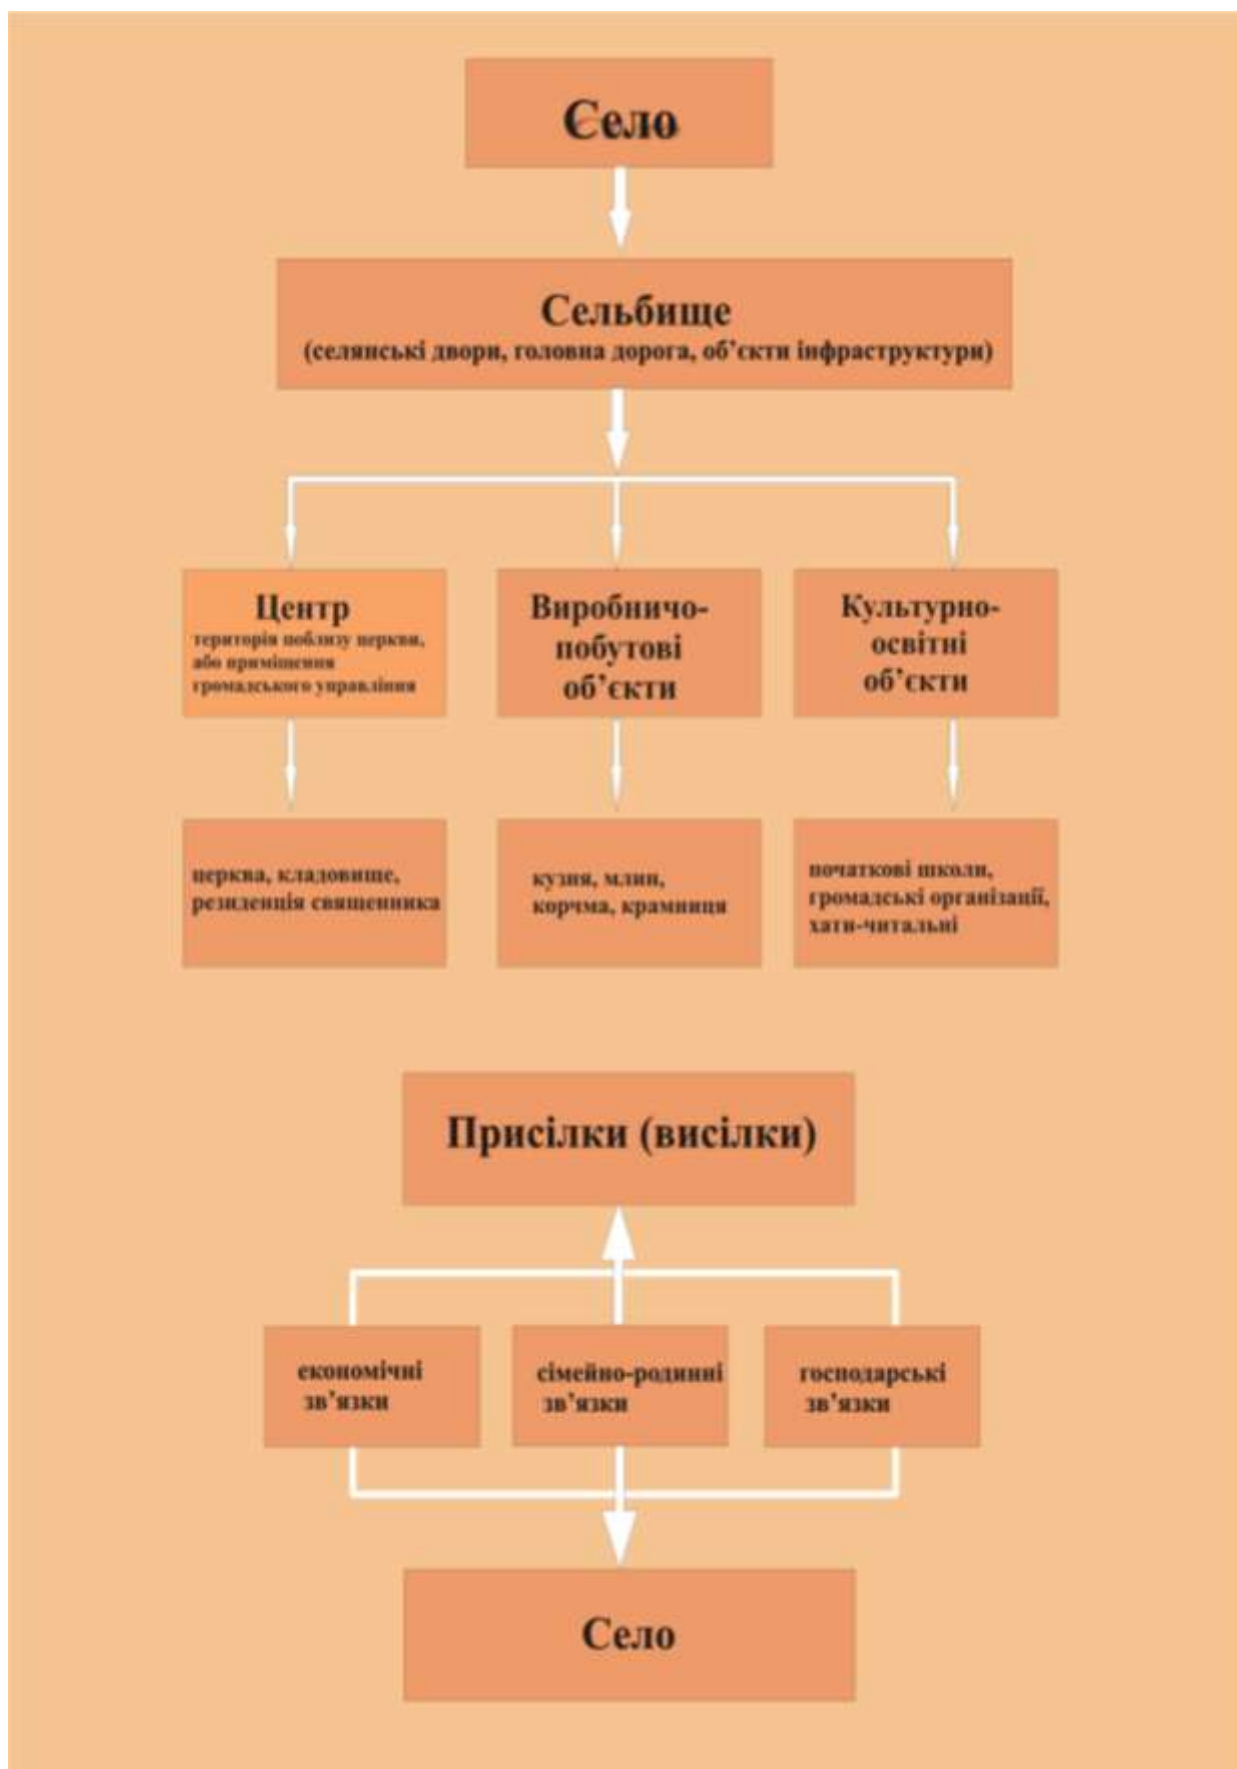 Село
Сельбище
(селянські двори, головна дорога, об’єкти інфраструктури)
Центр
територія поблизу церкви,
або приміщення
громадського управління
Виробничо-
побутові
об’єкти
Культурно-
освітні
об’єкти
церква, кладовище,
резиденція священника
кузня, млин,
корчма, крамниця
початкові школи,
громадські організації,
хати-читальні
Присілки (висілки)
економічні
зв’язки
сімейно-родинні
зв’язки
господарські
зв’язки
Село